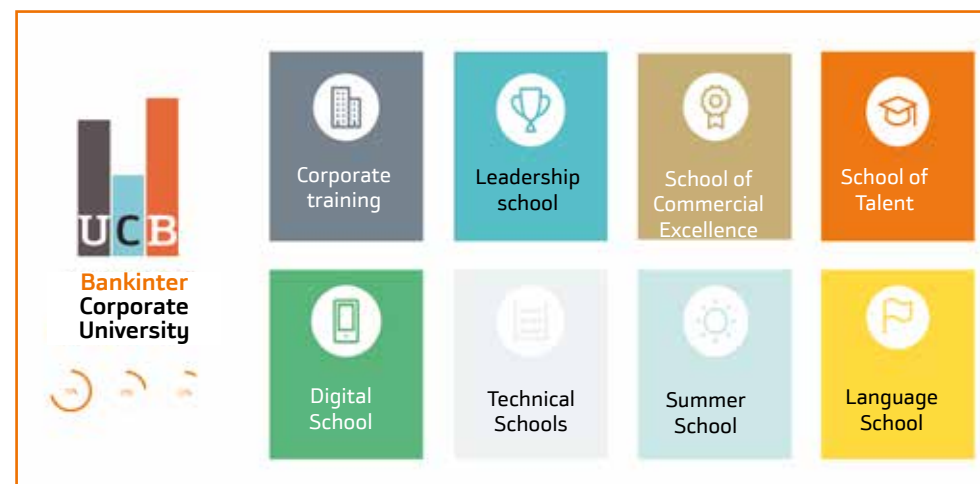 UCB
Bankinter
Corporate
University
Corporate
training
Leadership
school
School of
Commercial
Excellence
School of
Talent
Digital
School
Technical
Schools
Summer
School
Language
School